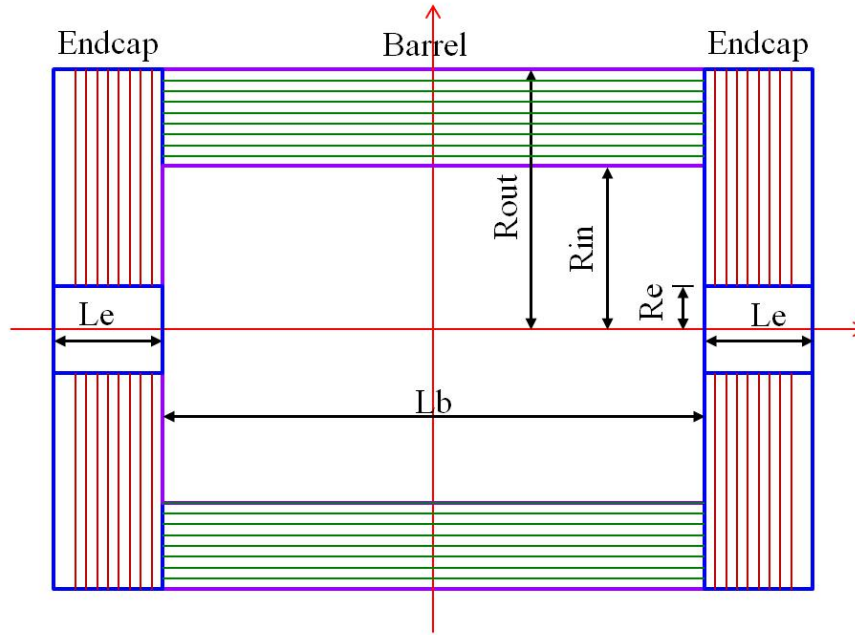 Endcap
Barrel
Endcap
Rout
Rin
Re
Le
Le
Lb